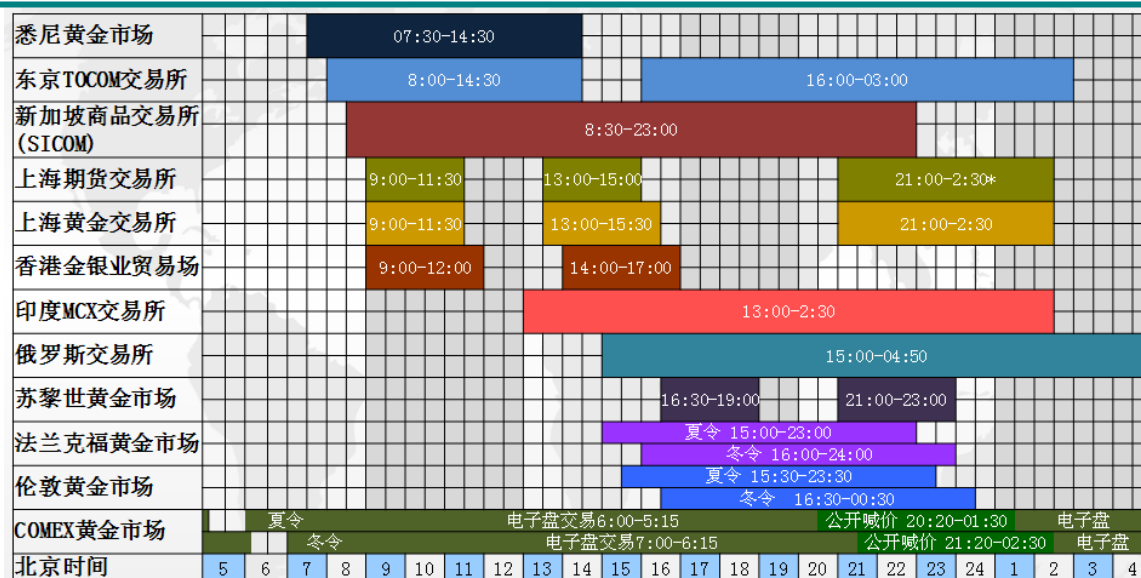 悉尼黄金市场 07:30-14:30
东京TOCOM交易所 8:00-14:30 16:00-03:00
新加坡商品交易所
(SICOM) 8:30-23:00
上海期货交易所 9:00-11:30 13:00-15:00 21:00-2:30*
上海黄金交易所 9:00-11:30 13:00-15:30 21:00-2:30
香港金银业贸易场 9:00-12:00 14:00-17:00
印度MCX交易所 13:00-2:30
俄罗斯交易所 15:00-04:50
苏黎世黄金市场 16:30-19:00 21:00-23:00
法兰克福黄金市场 夏令 15:00-23:00
冬令 16:00-24:00
伦敦黄金市场 夏令 15:30-23:30
冬令 16:30-00:30
COMEX黄金市场 夏令 电子盘交易6:00-5:15 公开喊价 20:20-01:30 电子盘
冬令 电子盘交易7:00-6:15 公开喊价 21:20-02:30 电子盘
北京时间 5 6 7 8 9 10 11 12 13 14 15 16 17 18 19 20 21 22 23 24 1 2 3 4